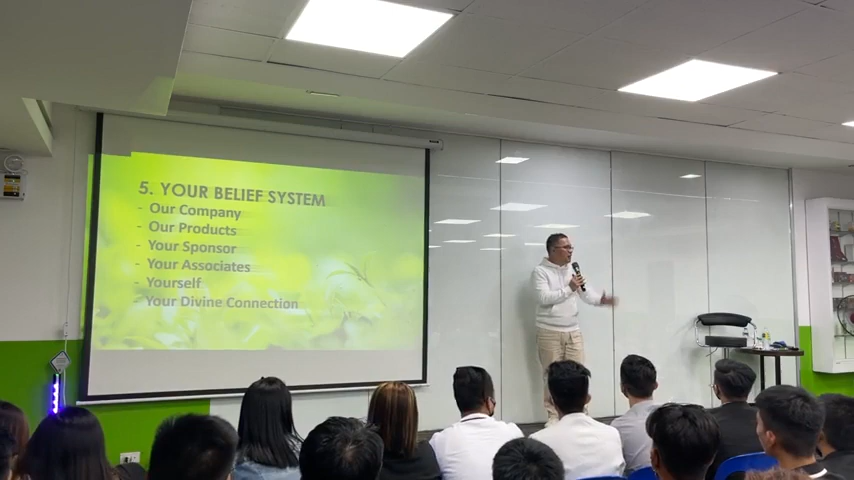 5. YOUR BELIEF SYSTEM
- Our Company
- Our Products
- Your Sponsor
- Your Associates
- Yourself
Your Divine Connection